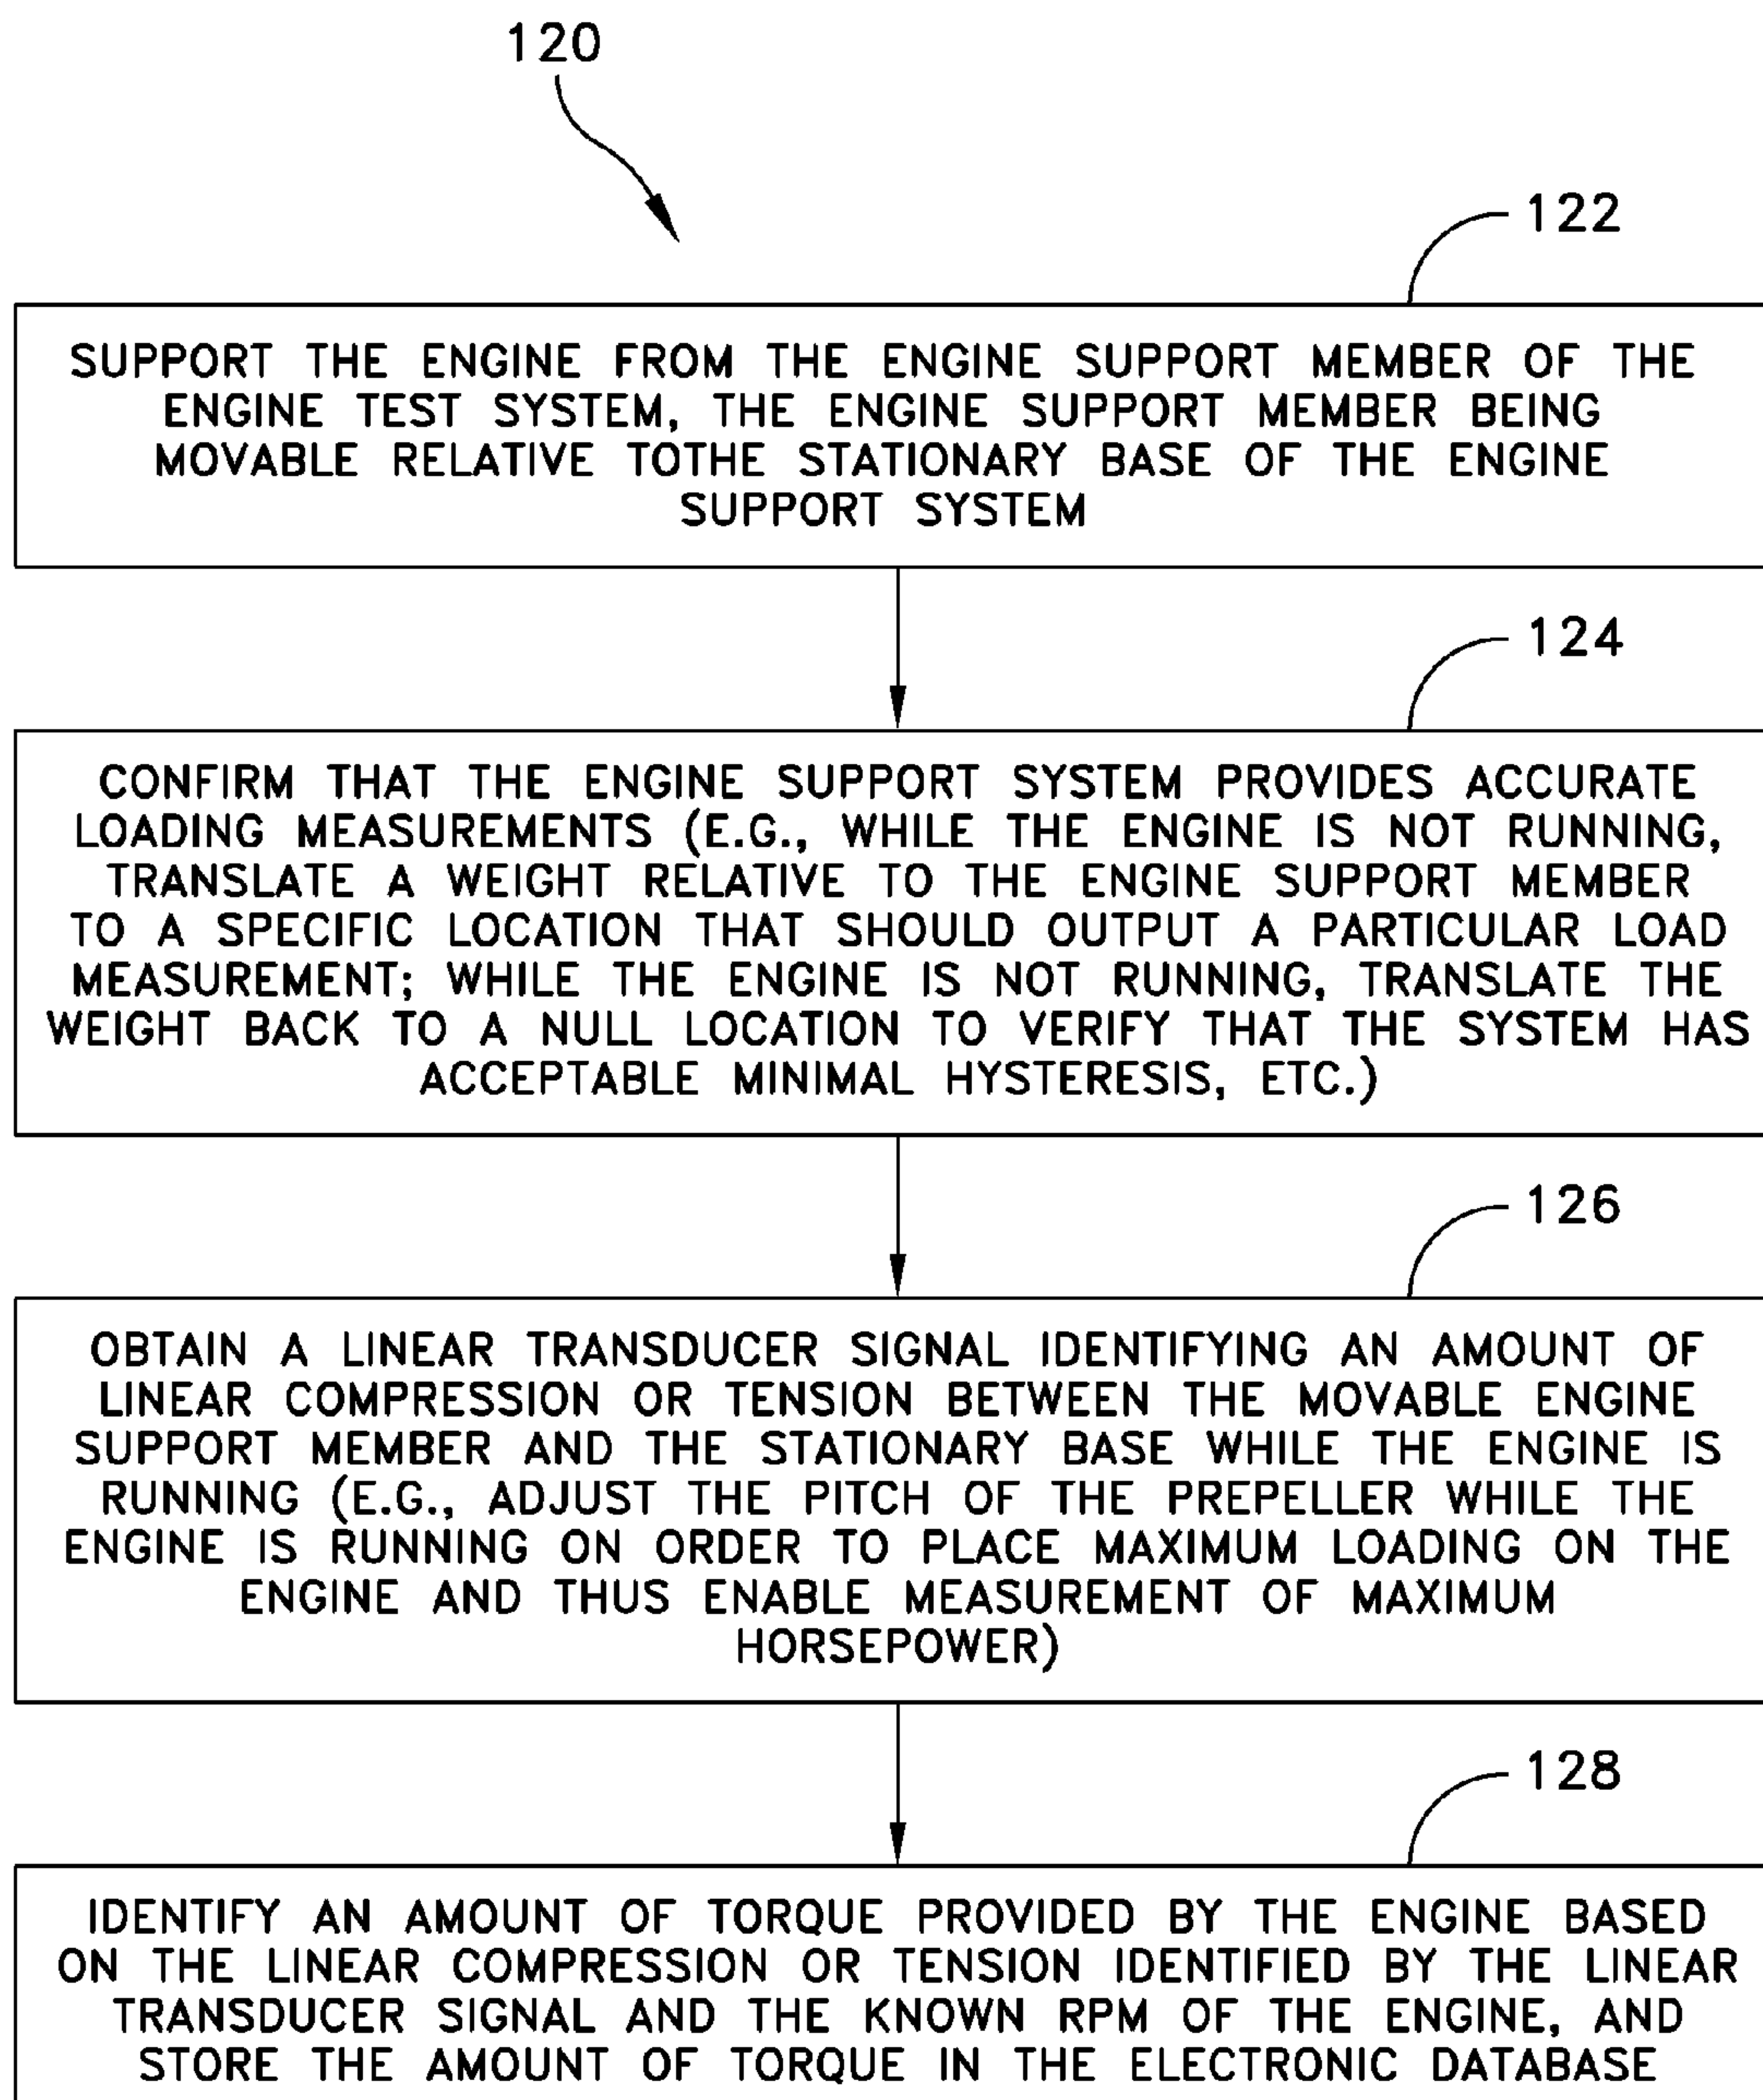 120
122
SUPPORT THE ENGINE FROM THE ENGINE SUPPORT MEMBER OF THE
ENGINE TEST SYSTEM, THE ENGINE SUPPORT MEMBER BEING
MOVABLE RELATIVE TOTHE STATIONARY BASE OF THE ENGINE
SUPPORT SYSTEM
124
CONFIRM THAT THE ENGINE SUPPORT SYSTEM PROVIDES ACCURATE
LOADING MEASUREMENTS (E.G., WHILE THE ENGINE IS NOT RUNNING,
TRANSLATE A WEIGHT RELATIVE TO THE ENGINE SUPPORT MEMBER
TO A SPECIFIC LOCATION THAT SHOULD OUTPUT A PARTICULAR LOAD
MEASUREMENT; WHILE THE ENGINE IS NOT RUNNING, TRANSLATE THE
WEIGHT BACK TO A NULL LOCATION TO VERIFY THAT THE SYSTEM HAS
ACCEPTABLE MINIMAL HYSTERESIS, ETC.)
126
OBTAIN A LINEAR TRANSDUCER SIGNAL IDENTIFYING AN AMOUNT OF
LINEAR COMPRESSION OR TENSION BETWEEN THE MOVABLE ENGINE
SUPPORT MEMBER AND THE STATIONARY BASE WHILE THE ENGINE IS
RUNNING (E.G., ADJUST THE PITCH OF THE PREPELLER WHILE THE
ENGINE IS RUNNING ON ORDER TO PLACE MAXIMUM LOADING ON THE
ENGINE AND THUS ENABLE MEASUREMENT OF MAXIMUM
HORSEPOWER)
128
IDENTIFY AN AMOUNT OF TORQUE PROVIDED BY THE ENGINE BASED
ON THE LINEAR COMPRESSION OR TENSION IDENTIFIED BY THE LINEAR
TRANSDUCER SIGNAL AND THE KNOWN RPM OF THE ENGINE, AND
STORE THE AMOUNT OF TORQUE IN THE ELECTRONIC DATABASE